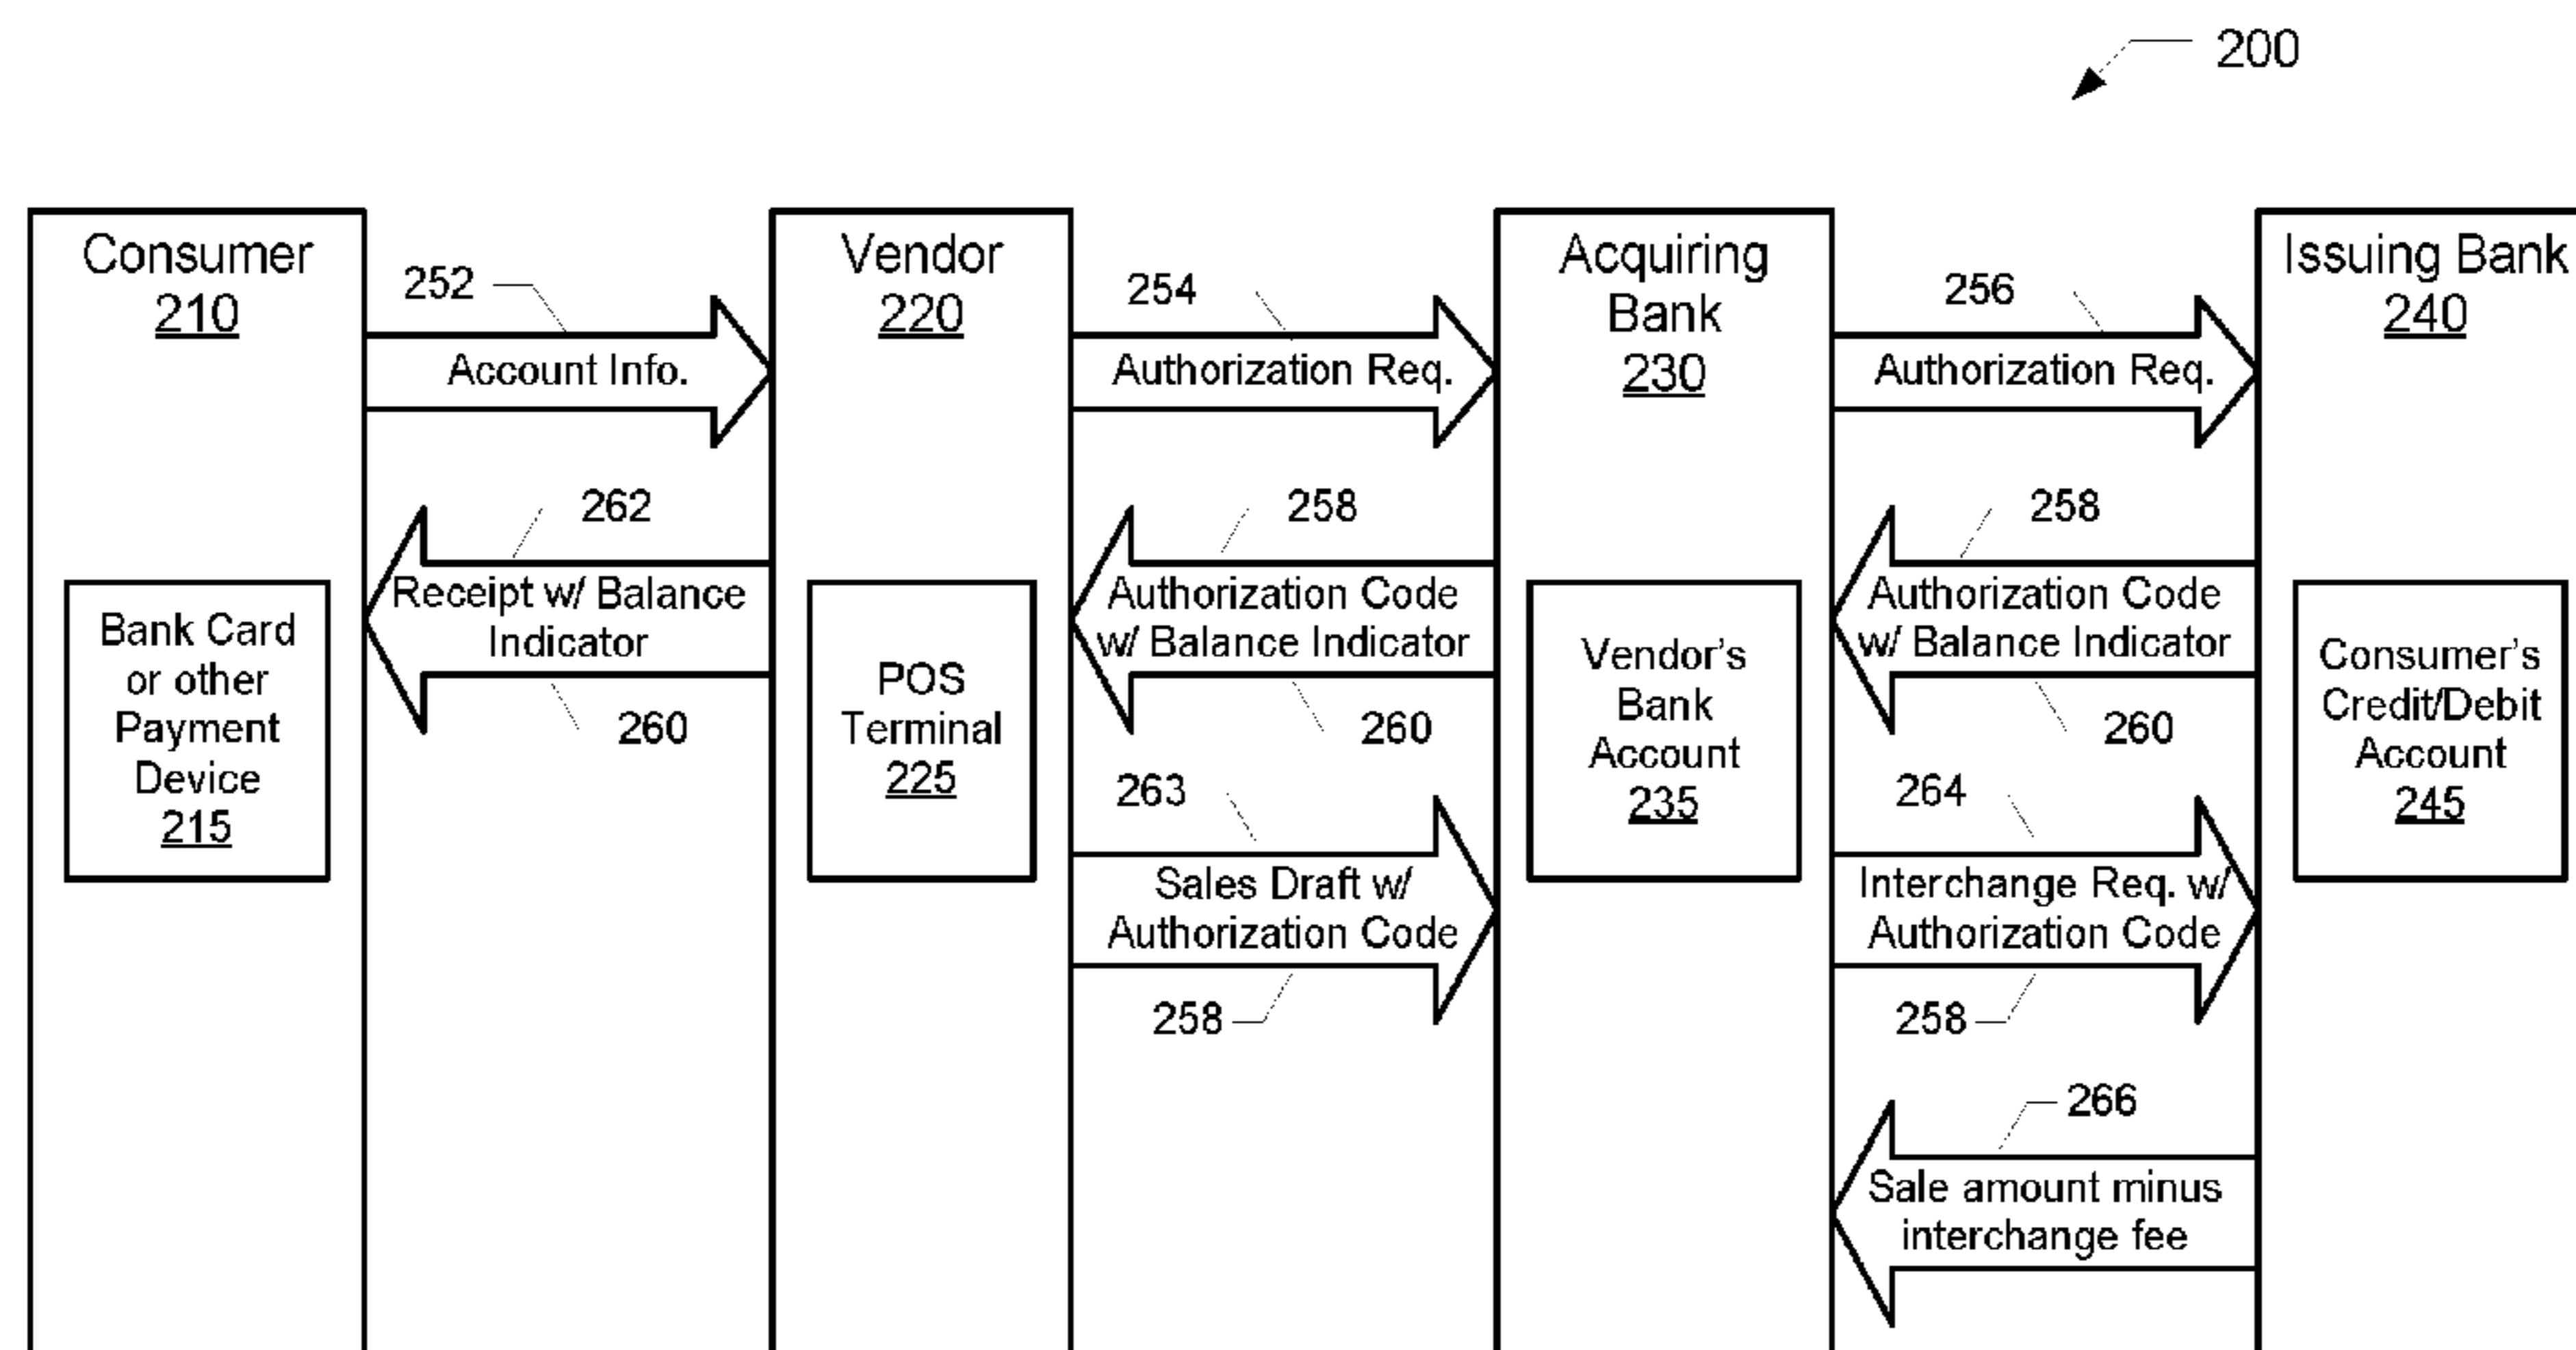 200
Consumer
210
Bank Card
or other
Payment
Device
215
252
Account Info.
262
Receipt w/ Balance
Indicator
260
Vendor
220
POS
Terminal
225
254
Authorization Req.
258
Authorization Code
w/ Balance Indicator
260
263
Sales Draft w/
Authorization Code
258
Acquiring
Bank
230
Vendor's
Bank
Account
235
256
Authorization Req.
258
Authorization Code
w/ Balance Indicator
260
264
Interchange Req. w/
Authorization Code
258
266
Sale amount minus
interchange fee
Issuing Bank
240
Consumer's
Credit/Debit
Account
245